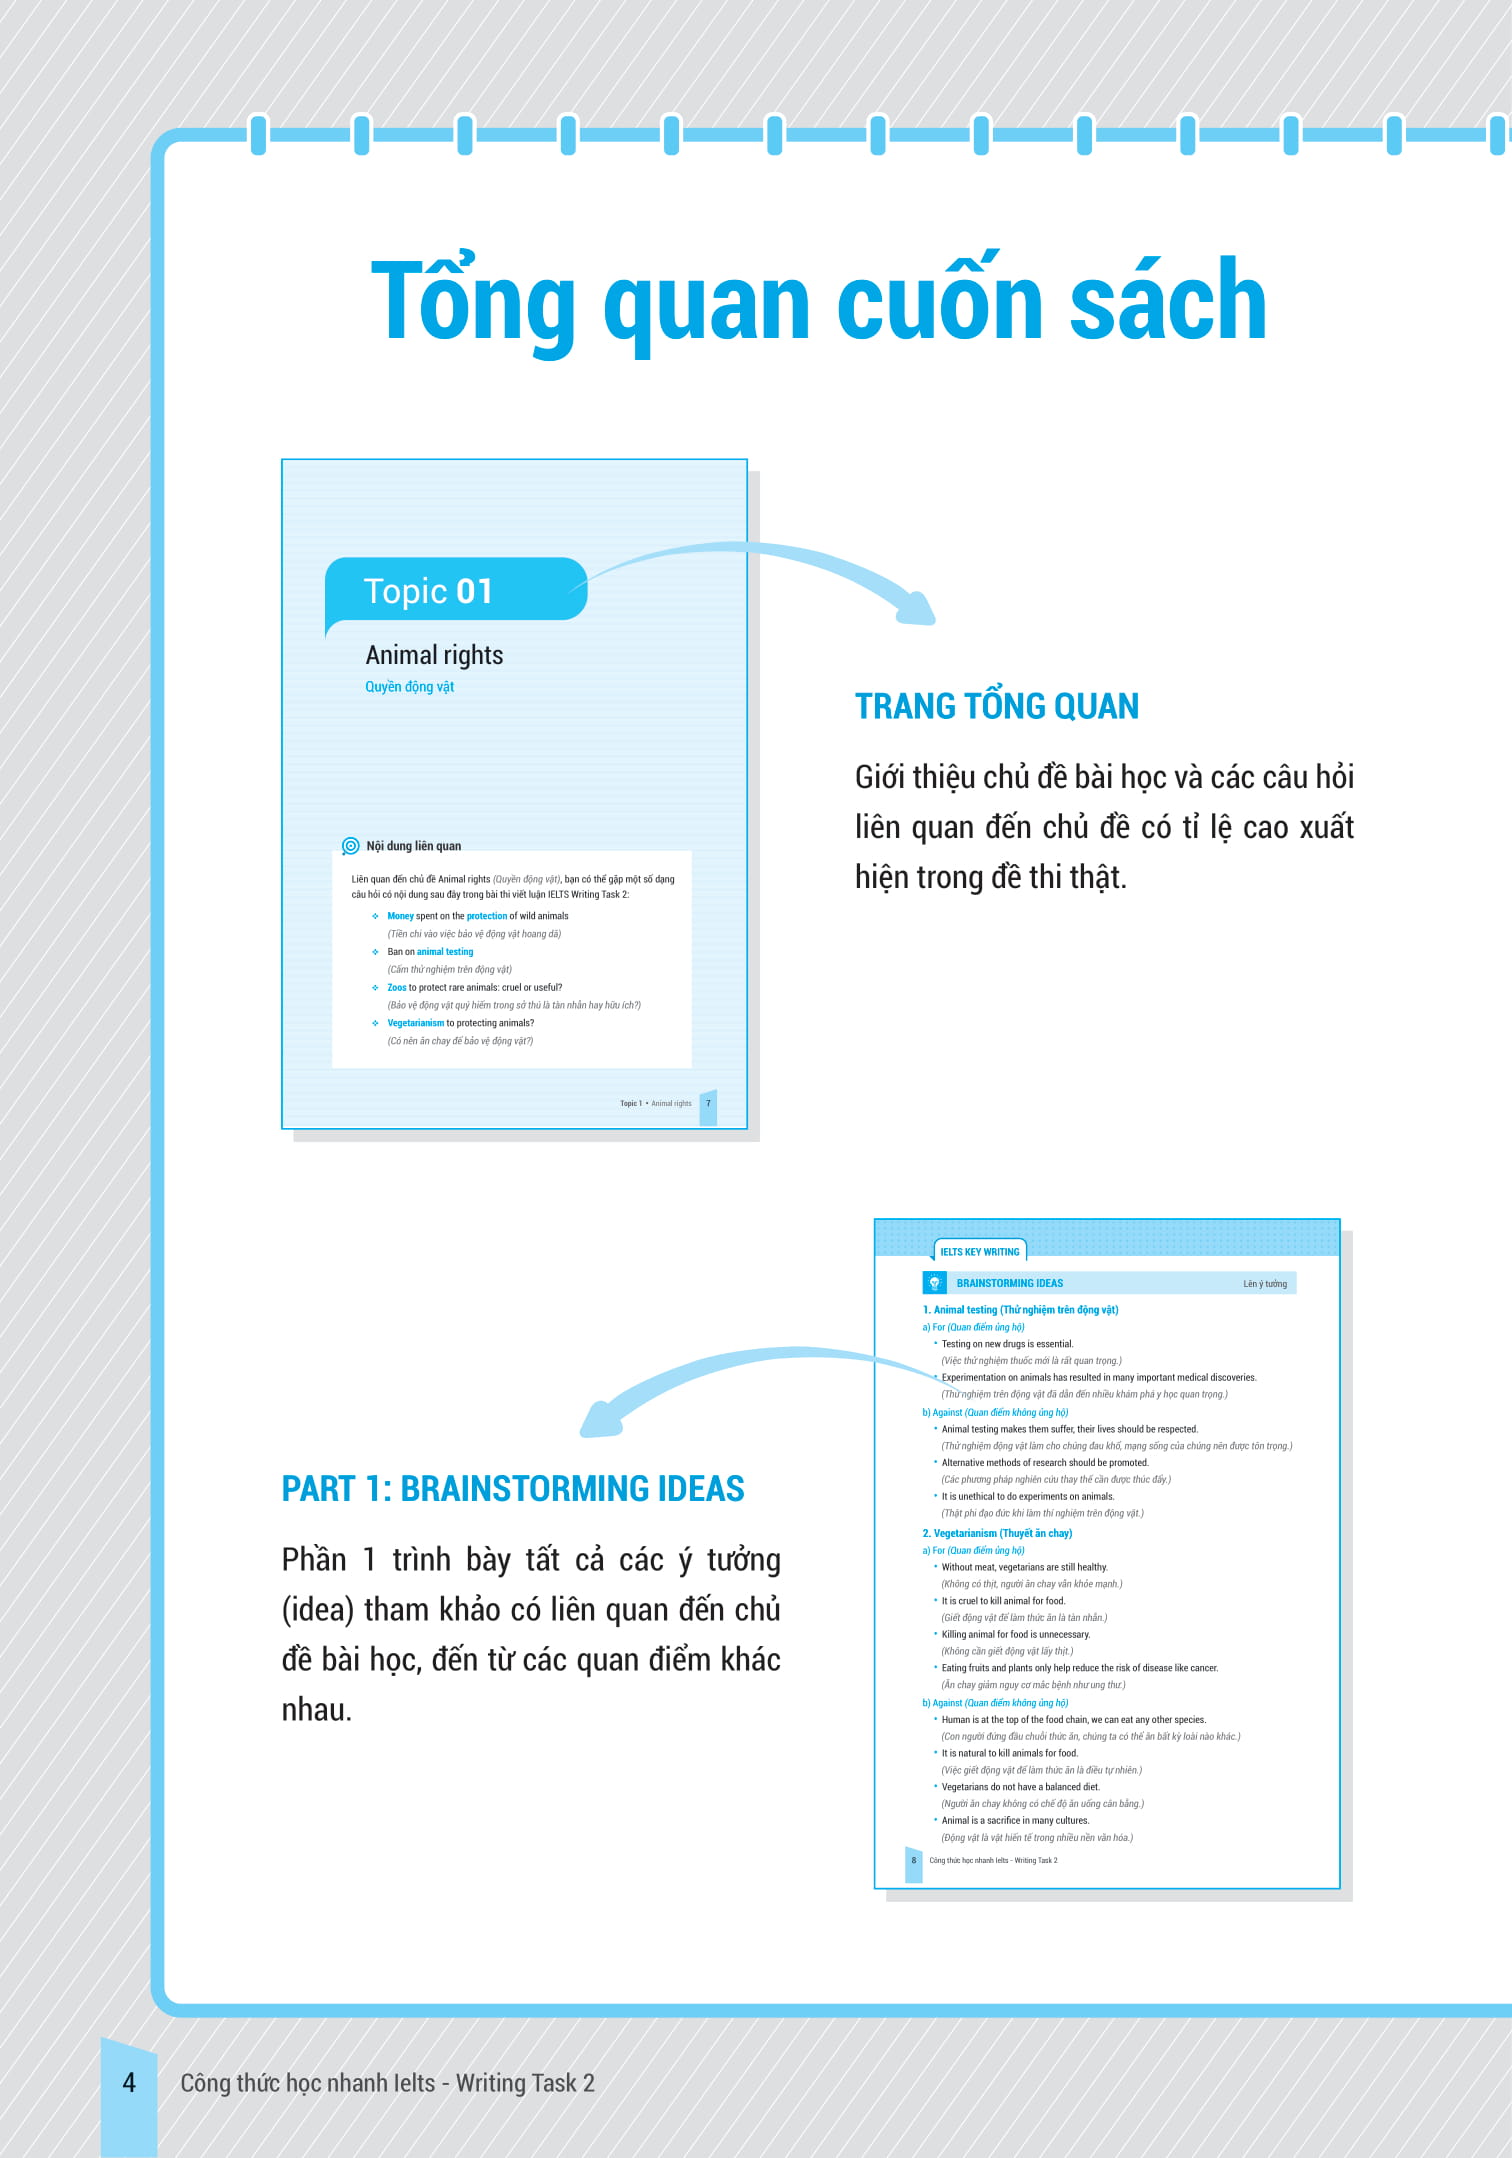 Tổng quan cuốn sách
Topic 01
Animal rights
Quyền động vật
Nội dung liên quan
Liên quan đến chủ đề Animal rights (Quyền động vật), bạn có thể gặp một số dạng
câu hỏi có nội dung sau đây trong bài thi viết luận IELTS Writing Task 2:
Money spent on the protection of wild animals
(Tiền chi vào việc bảo vệ động vật hoang dã)
Ban on animal testing
(Cấm thử nghiệm trên động vật)
Zoos to protect rare animals: cruel or useful?
(Bảo vệ động vật quý hiếm trong sở thú là tàn nhẫn hay hữu ích?)
Vegetarianism to protecting animals?
(Có nên ăn chay để bảo vệ động vật?)
Topic 1 • Animal rights 7
TRANG TỔNG QUAN
Giới thiệu chủ đề bài học và các câu hỏi
liên quan đến chủ đề có tỉ lệ cao xuất
hiện trong đề thi thật.
PART 1: BRAINSTORMING IDEAS
Phần 1 trình bày tất cả các ý tưởng
(idea) tham khảo có liên quan đến chủ
đề bài học, đến từ các quan điểm khác
nhau.
IELTS KEY WRITING
BRAINSTORMING IDEAS Lên ý tưởng
1. Animal testing (Thử nghiệm trên động vật)
a) For (Quan điểm ủng hộ)
• Testing on new drugs is essential.
(Việc thử nghiệm thuốc mới là rất quan trọng.)
• Experimentation on animals has resulted in many important medical discoveries.
(Thử nghiệm trên động vật đã dẫn đến nhiều khám phá y học quan trọng.)
b) Against (Quan điểm không ủng hộ)
• Animal testing makes them suffer, their lives should be respected.
(Thử nghiệm động vật làm cho chúng đau khổ, mạng sống của chúng nên được tôn trọng.)
• Alternative methods of research should be promoted.
(Các phương pháp nghiên cứu thay thế cần được thúc đẩy.)
• It is unethical to do experiments on animals.
(Thật phi đạo đức khi làm thí nghiệm trên động vật.)
2. Vegetarianism (Thuyết ăn chay)
a) For (Quan điểm ủng hộ)
• Without meat, vegetarians are still healthy.
(Không có thịt, người ăn chay vẫn khỏe mạnh.)
• It is cruel to kill animal for food.
(Giết động vật để làm thức ăn là tàn nhẫn.)
• Killing animal for food is unnecessary.
(Không cần giết động vật lấy thịt.)
• Eating fruits and plants only help reduce the risk of disease like cancer.
(Ăn chay giảm nguy cơ mắc bệnh như ung thư.)
b) Against (Quan điểm không ủng hộ)
• Human is at the top of the food chain, we can eat any other species.
(Con người đứng đầu chuỗi thức ăn, chúng ta có thể ăn bất kỳ loài nào khác.)
• It is natural to kill animals for food.
(Việc giết động vật để làm thức ăn là điều tự nhiên.)
• Vegetarians do not have a balanced diet.
(Người ăn chay không có chế độ ăn uống cân bằng.)
• Animal is a sacrifice in many cultures.
(Động vật là vật hiến tế trong nhiều nền văn hóa.)
8 Công thức học nhanh Ielts - Writing Task 2
4 Công thức học nhanh Ielts - Writing Task 2